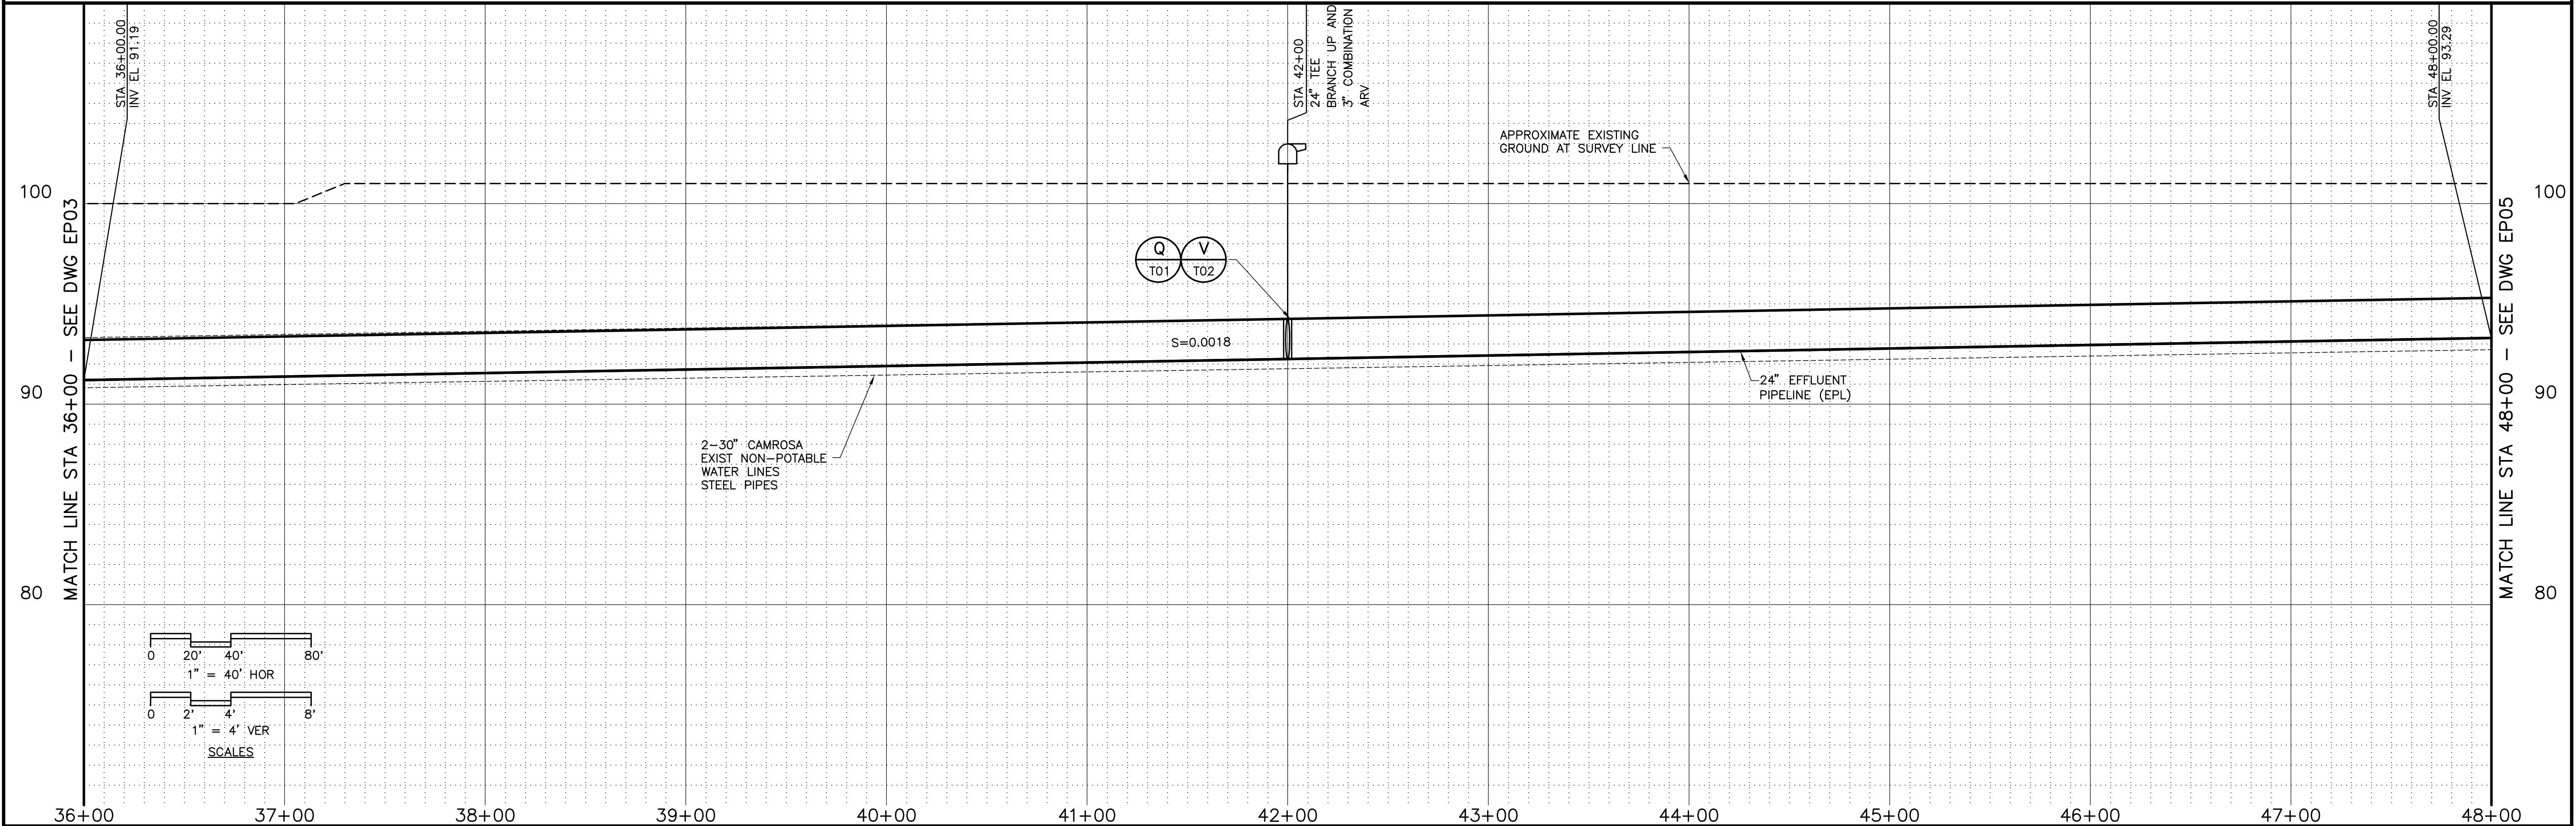 STA 36+00.00
INV EL 91.19
STA 42+00
24" TEE
BRANCH UP AND
3" COMBINATION
ARV
STA 48+00.00
INV EL 93.29
APPROXIMATE EXISTING
GROUND AT SURVEY LINE
100
100
MATCH LINE STA 36+00 - SEE DWG EP03
MATCH LINE STA 48+00 - SEE DWG EP05
Q
T01
V
T02
S=0.0018
90
90
24" EFFLUENT
PIPELINE (EPL)
2-30" CAMROSA
EXIST NON-POTABLE
WATER LINES
STEEL PIPES
80
80
0 20' 40' 80'
1" = 40' HOR
0 2' 4' 8'
1" = 4' VER
SCALES
36+00 37+00 38+00 39+00 40+00 41+00 42+00 43+00 44+00 45+00 46+00 47+00 48+00